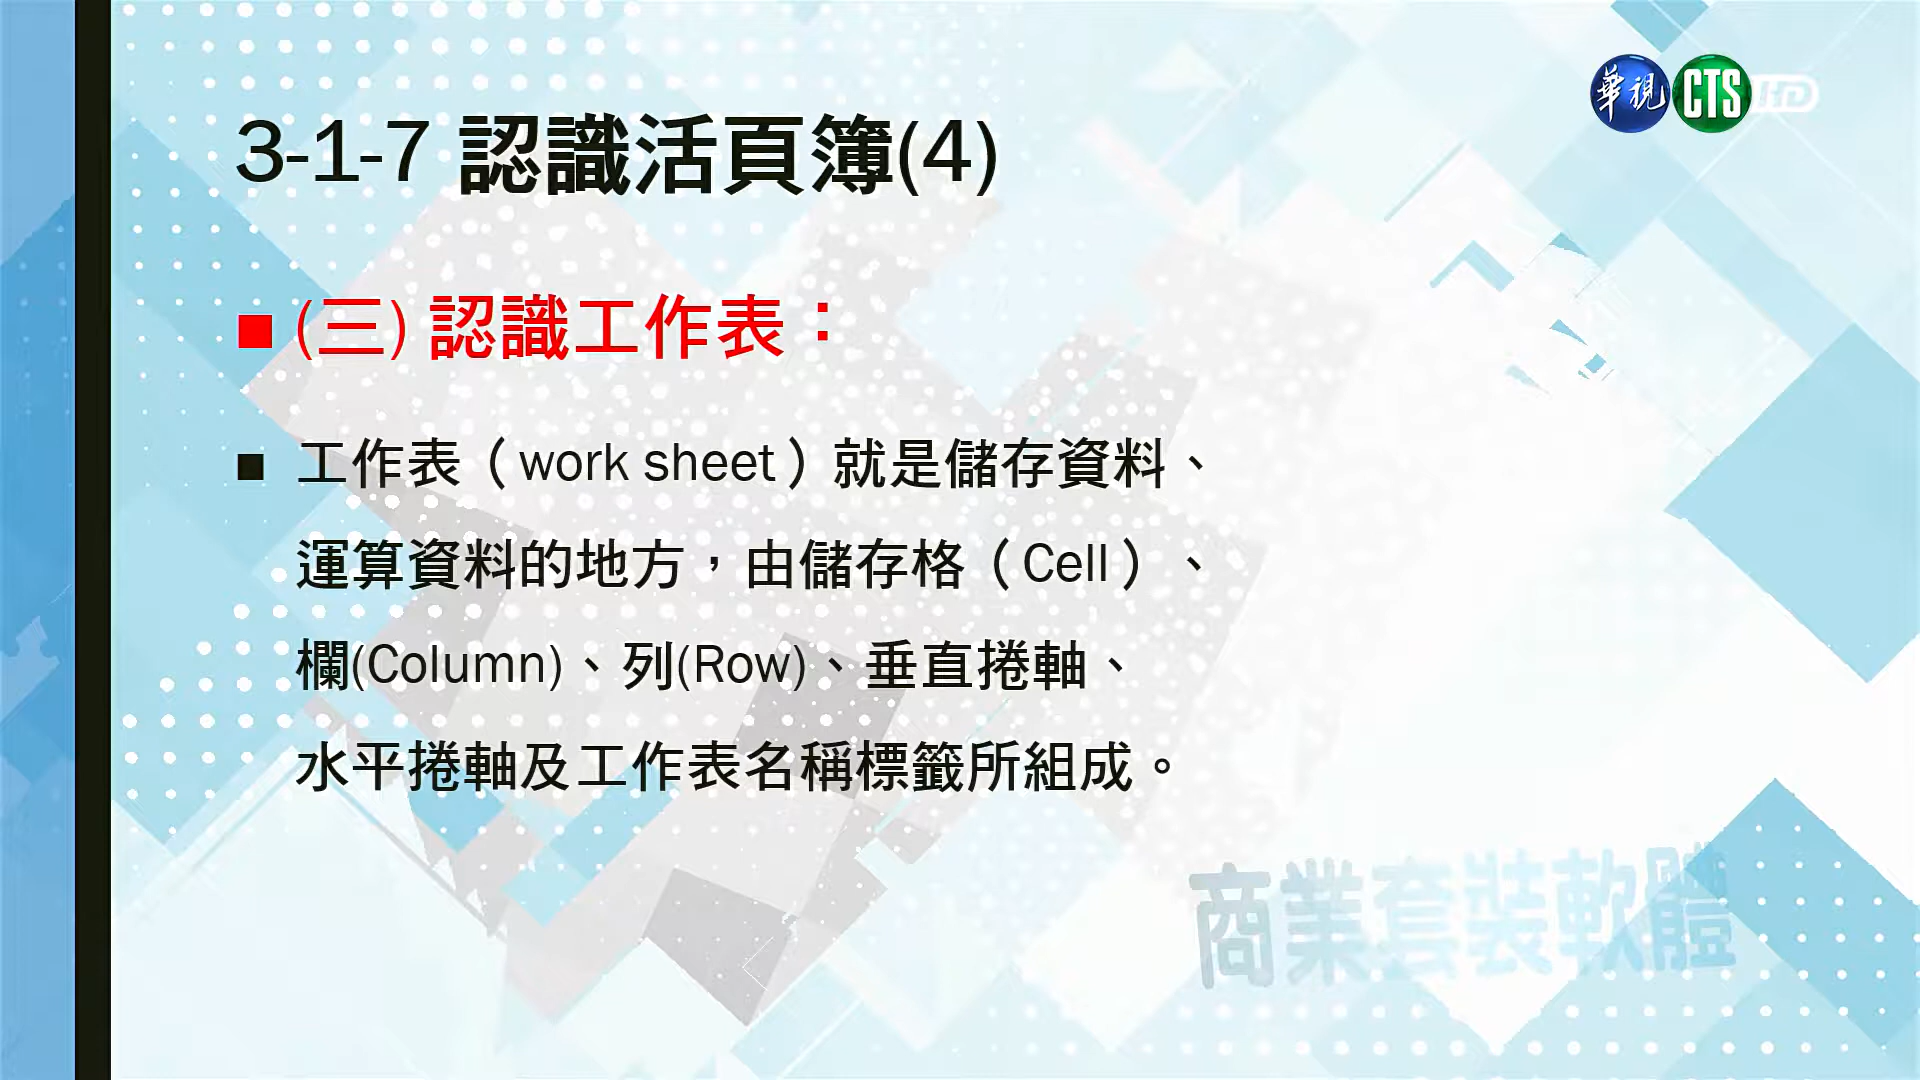 華視 CTS HD
3-1-7 認識活頁簿(4)
■ (三) 認識工作表：
■ 工作表（work sheet）就是儲存資料、
運算資料的地方，由儲存格（Cell）、
欄(Column)、列(Row)、垂直捲軸、
水平捲軸及工作表名稱標籤所組成。
商業套裝軟體